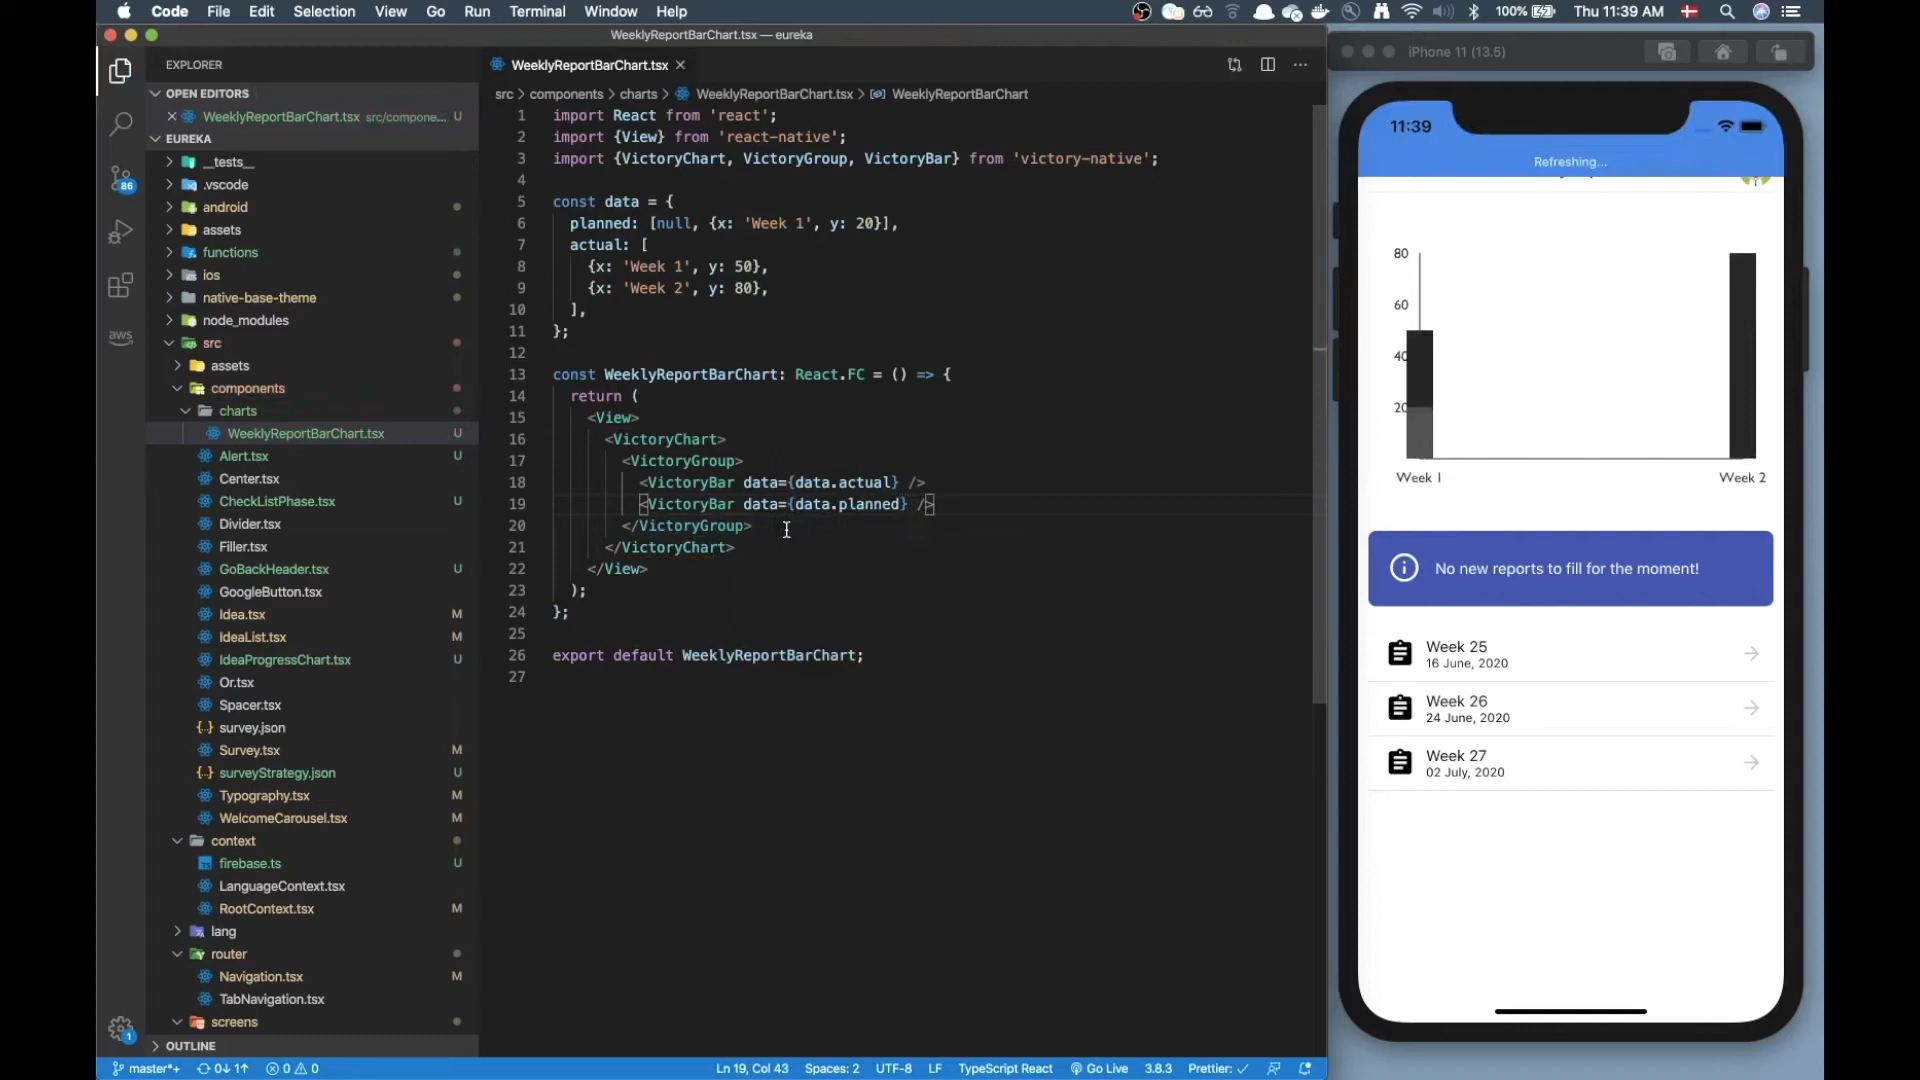 Code File Edit Selection View Go Run Terminal Window Help 100% Thu 11:39 AM
WeeklyReportBarChart.tsx — eureka
EXPLORER
OPEN EDITORS
WeeklyReportBarChart.tsx src/compone... U
EUREKA
__tests__
.vscode
android
assets
functions
ios
native-base-theme
node_modules
src
assets
components
charts
WeeklyReportBarChart.tsx U
Alert.tsx U
Center.tsx
CheckListPhase.tsx U
Divider.tsx
Filler.tsx
GoBackHeader.tsx U
GoogleButton.tsx
Idea.tsx M
IdeaList.tsx M
IdeaProgressChart.tsx U
Or.tsx
Spacer.tsx
survey.json
Survey.tsx M
surveyStrategy.json U
Typography.tsx M
WelcomeCarousel.tsx M
context
firebase.ts U
LanguageContext.tsx
RootContext.tsx M
lang
router
Navigation.tsx M
TabNavigation.tsx
screens
OUTLINE
86
aws
1
WeeklyReportBarChart.tsx
src > components > charts > WeeklyReportBarChart.tsx > WeeklyReportBarChart
1 import React from 'react';
2 import {View} from 'react-native';
3 import {VictoryChart, VictoryGroup, VictoryBar} from 'victory-native';
4
5 const data = {
6 planned: [null, {x: 'Week 1', y: 20}],
7 actual: [
8 {x: 'Week 1', y: 50},
9 {x: 'Week 2', y: 80},
10 ],
11 };
12
13 const WeeklyReportBarChart: React.FC = () => {
14 return (
15 <View>
16 <VictoryChart>
17 <VictoryGroup>
18 <VictoryBar data={data.actual} />
19 <VictoryBar data={data.planned} />
20 </VictoryGroup>
21 </VictoryChart>
22 </View>
23 );
24 };
25
26 export default WeeklyReportBarChart;
27
master*+ 0↓ 1↑ 0 0 Ln 19, Col 43 Spaces: 2 UTF-8 LF TypeScript React Go Live 3.8.3 Prettier: ✓
iPhone 11 (13.5)
11:39
Refreshing...
80
60
40
20
Week 1 Week 2
No new reports to fill for the moment!
Week 25
16 June, 2020
Week 26
24 June, 2020
Week 27
02 July, 2020